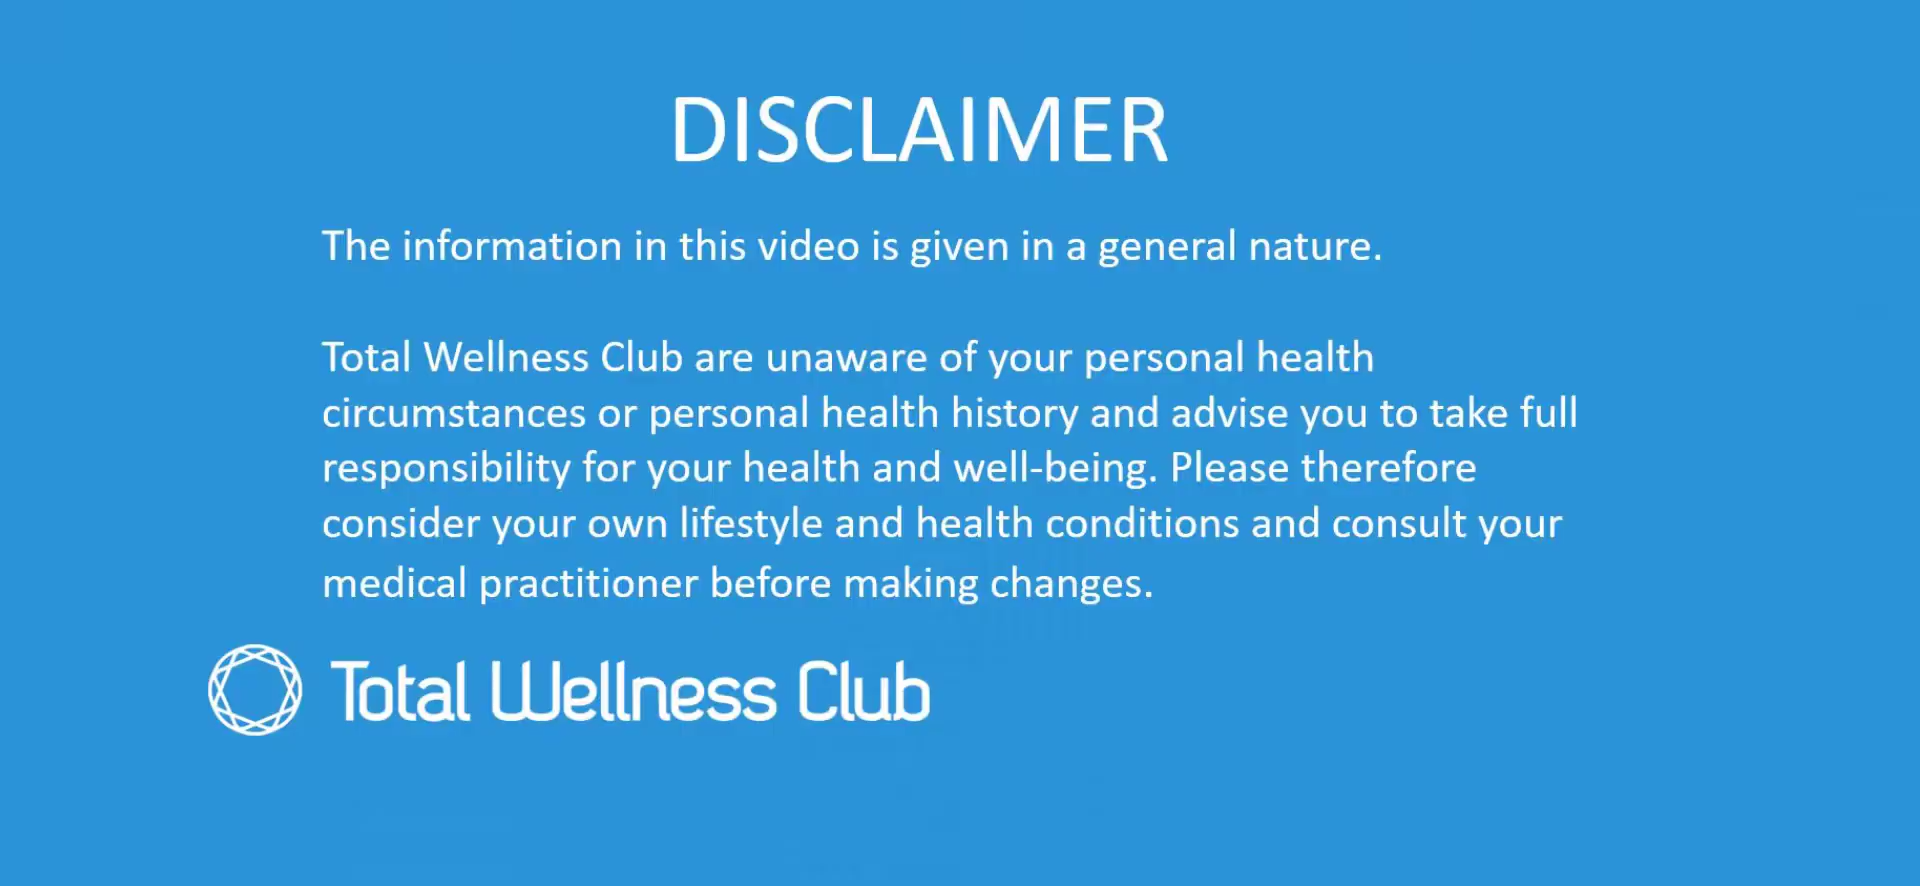 DISCLAIMER
The information in this video is given in a general nature.
Total Wellness Club are unaware of your personal health
circumstances or personal health history and advise you to take full
responsibility for your health and well-being. Please therefore
consider your own lifestyle and health conditions and consult your
medical practitioner before making changes.
Total Wellness Club